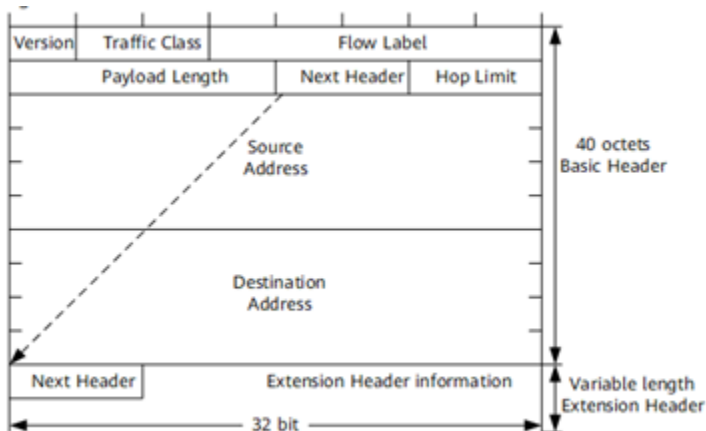 Version Traffic Class Flow Label
Payload Length Next Header Hop Limit
Source
Address
40 octets
Basic Header
Destination
Address
Next Header Extension Header information
Variable length
Extension Header
32 bit